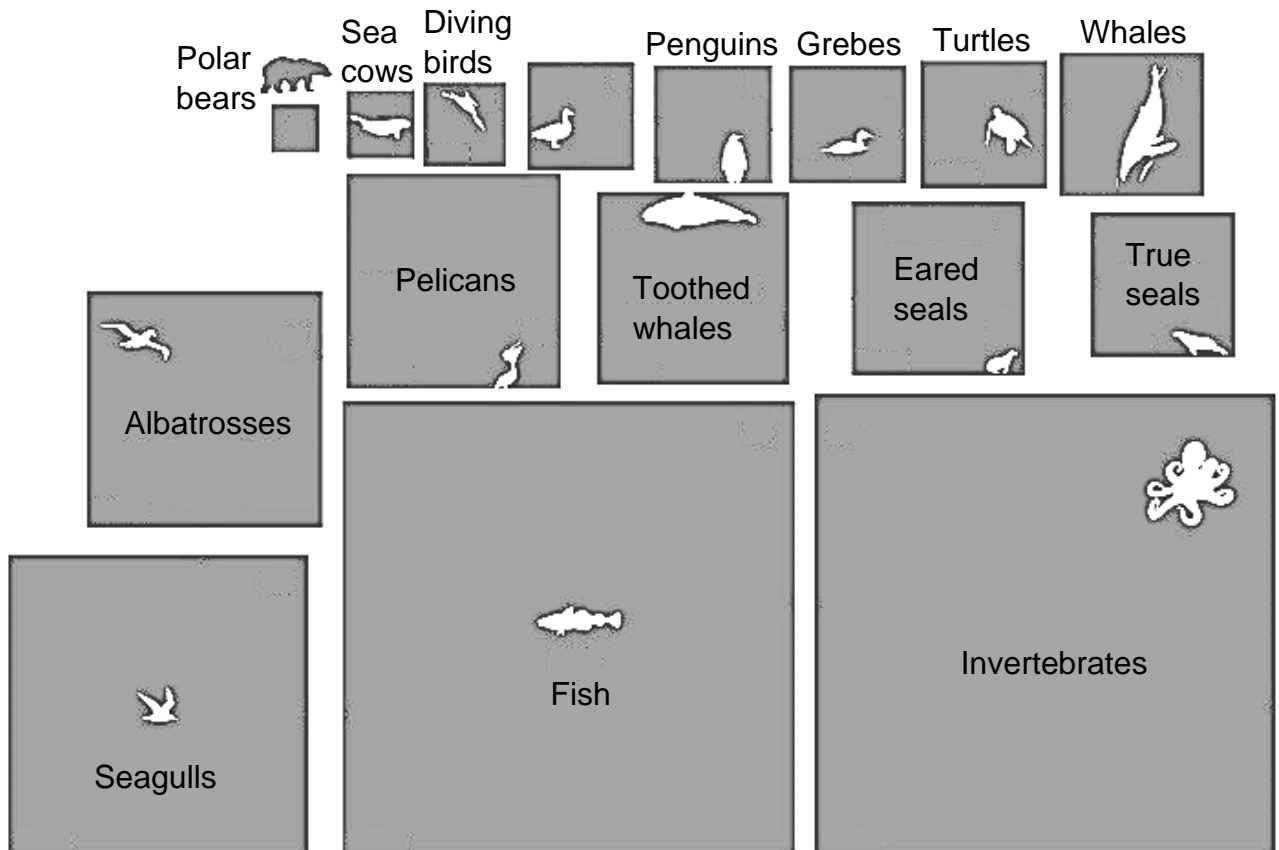 Polar
bears
Sea
cows
Diving
birds
Penguins
Grebes
Turtles
Whales
Pelicans
Toothed
whales
Eared
seals
True
seals
Albatrosses
Fish
Invertebrates
Seagulls